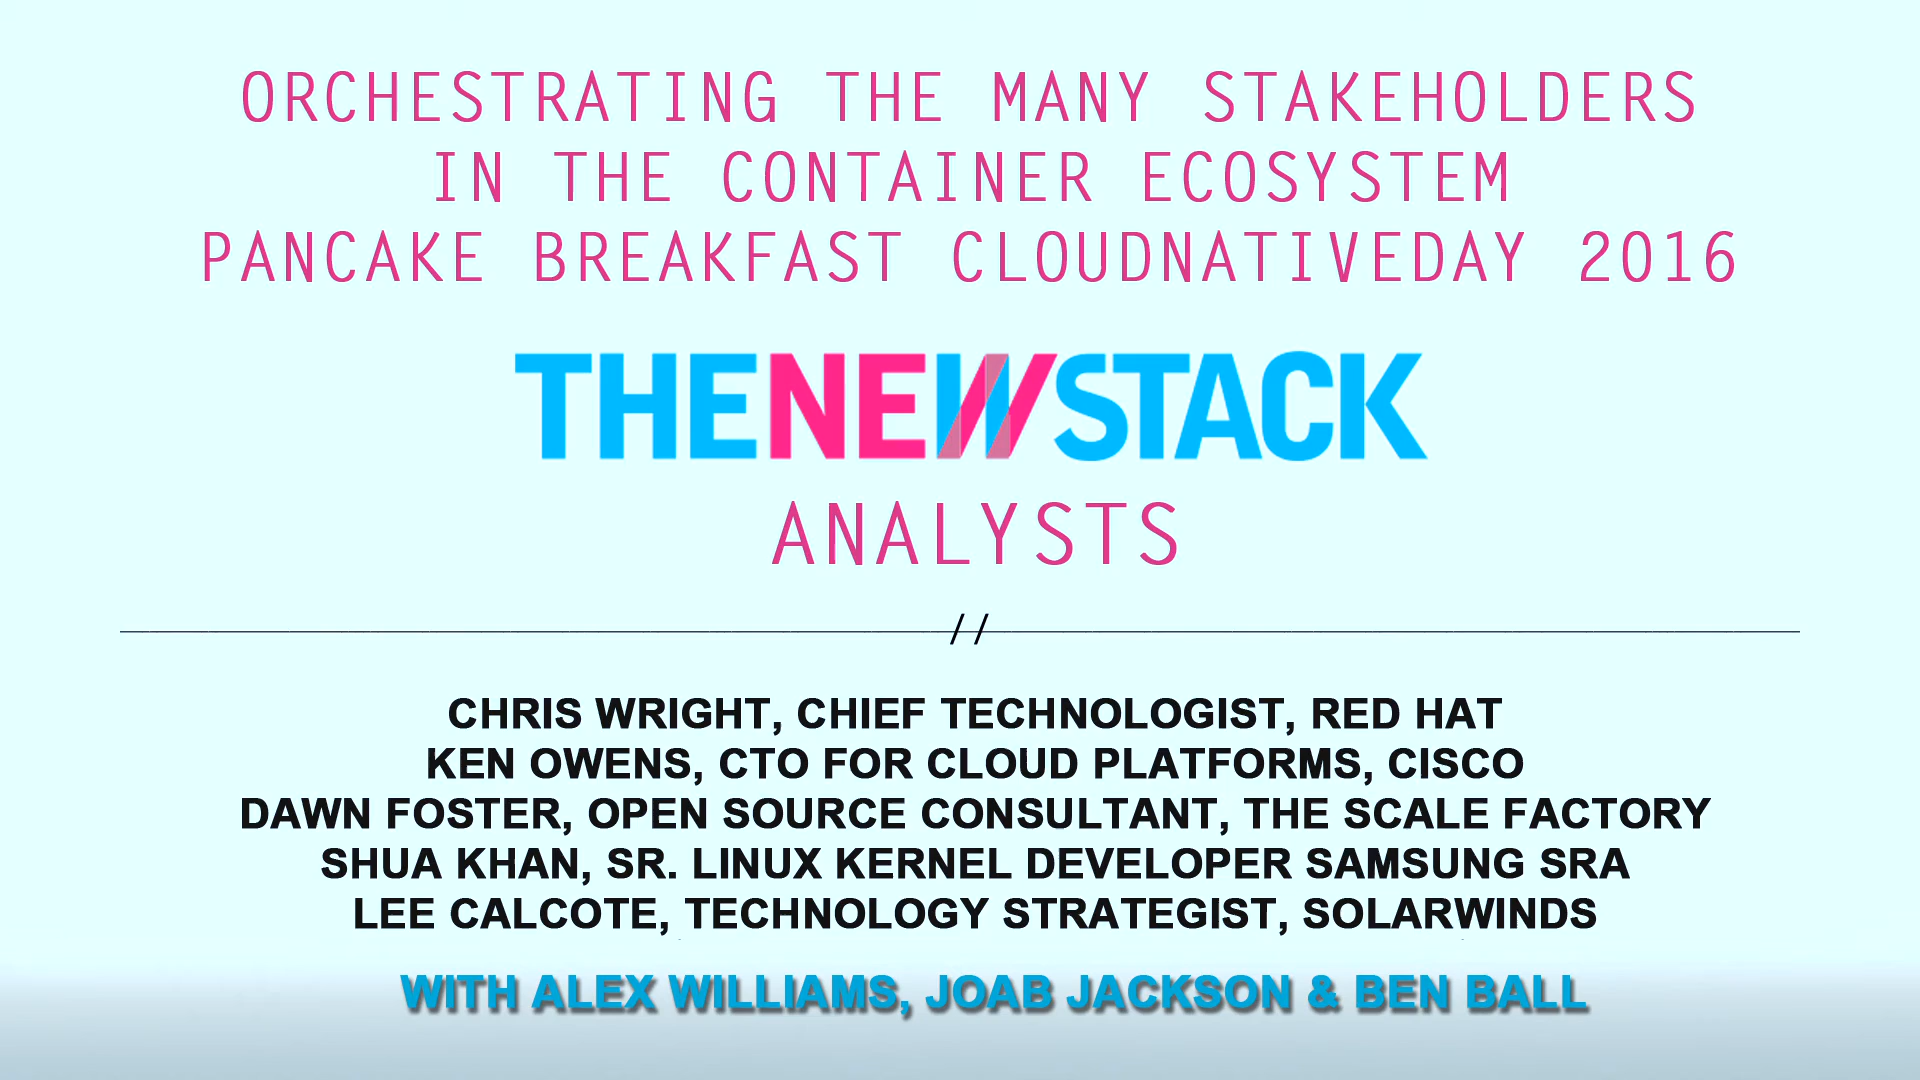 ORCHESTRATING THE MANY STAKEHOLDERS
IN THE CONTAINER ECOSYSTEM
PANCAKE BREAKFAST CLOUDNATIVEDAY 2016
THENEWSTACK
ANALYSTS
//
CHRIS WRIGHT, CHIEF TECHNOLOGIST, RED HAT
KEN OWENS, CTO FOR CLOUD PLATFORMS, CISCO
DAWN FOSTER, OPEN SOURCE CONSULTANT, THE SCALE FACTORY
SHUA KHAN, SR. LINUX KERNEL DEVELOPER SAMSUNG SRA
LEE CALCOTE, TECHNOLOGY STRATEGIST, SOLARWINDS
WITH ALEX WILLIAMS, JOAB JACKSON & BEN BALL